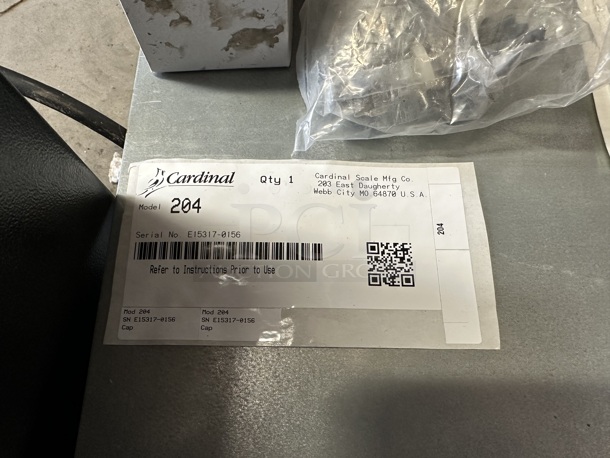 Cardinal
Qty 1
Cardinal Scale Mfg Co.
203 East Daugherty
Webb City MO 64870 U.S.A.
Model 204
204
Serial No. E15317-0156
Refer to Instructions Prior to Use
Mod 204
SN E15317-0156
Cap
Mod 204
SN E15317-0156
Cap